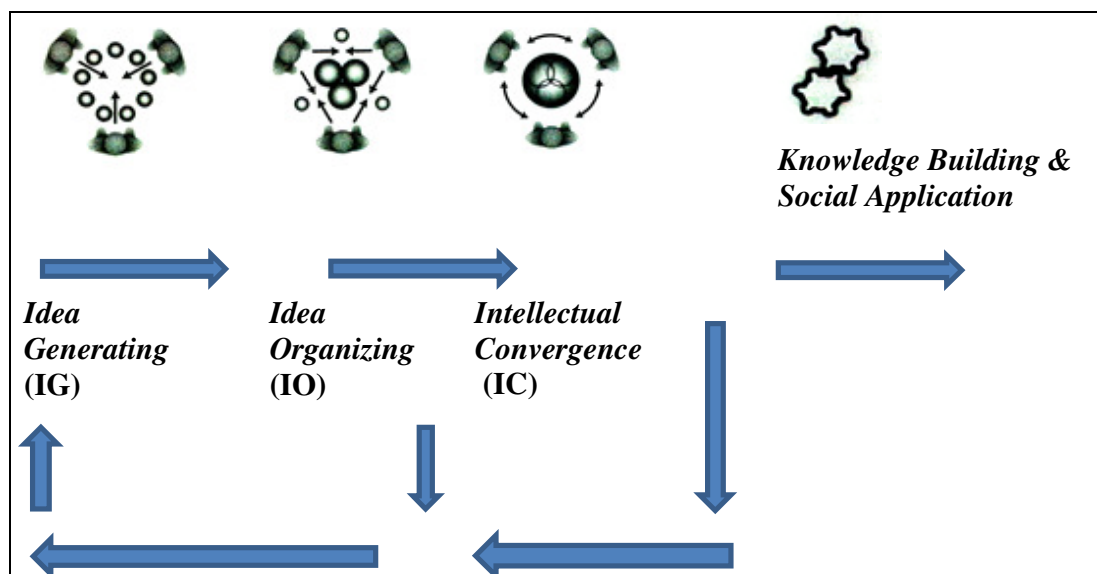 Knowledge Building &
Social Application
Idea
Generating
(IG)
Idea
Organizing
(IO)
Intellectual
Convergence
(IC)